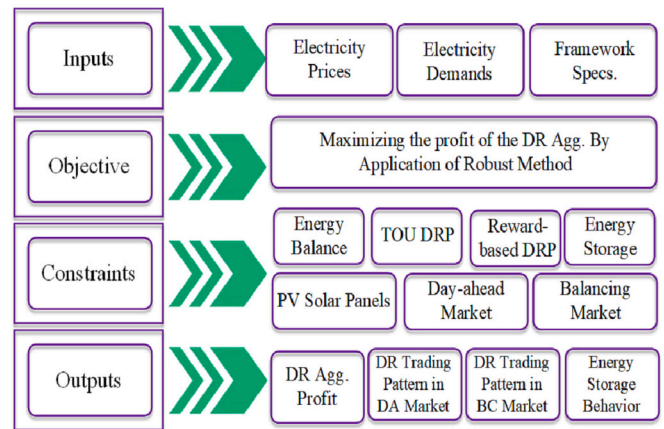 Inputs
Electricity
Prices
Electricity
Demands
Framework
Specs.
Objective
Maximizing the profit of the DR Agg. By
Application of Robust Method
Constraints
Energy
Balance
TOU DRP
Reward-
based DRP
Energy
Storage
PV Solar Panels
Day-ahead
Market
Balancing
Market
Outputs
DR Agg.
Profit
DR Trading
Pattern in
DA Market
DR Trading
Pattern in
BC Market
Energy
Storage
Behavior